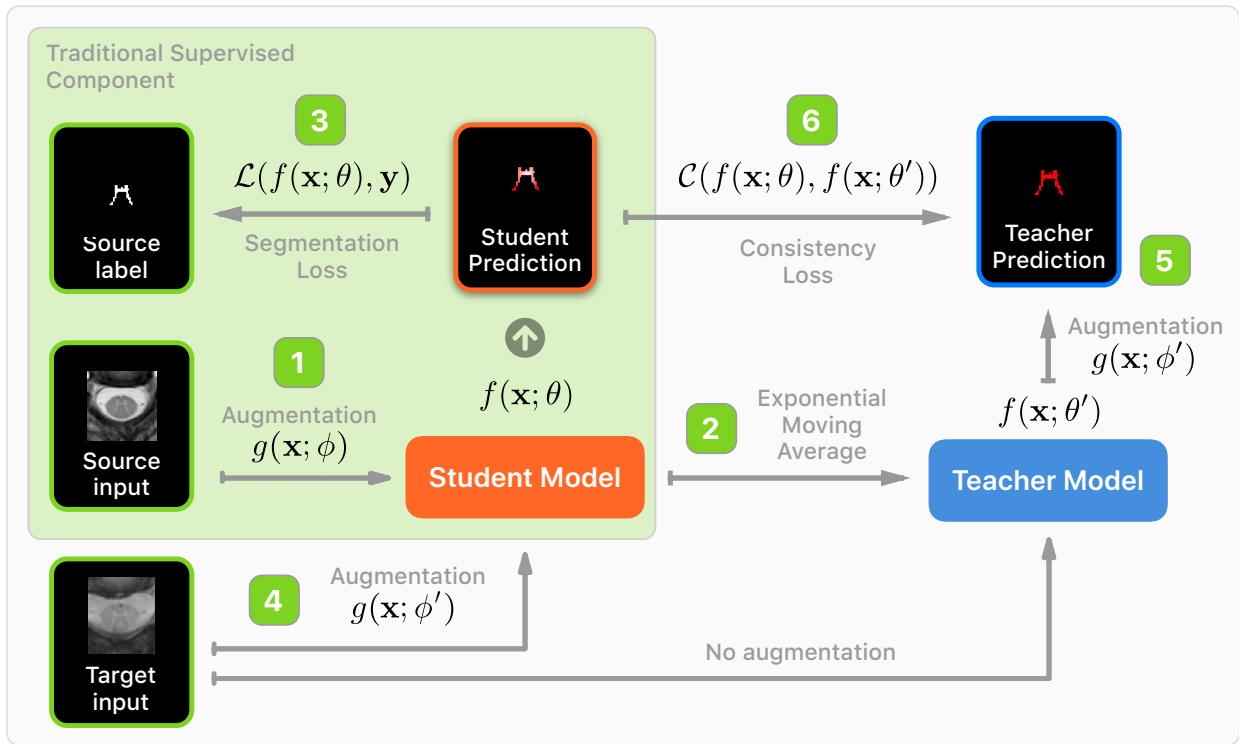 Traditional Supervised
Component
3
6
ℒ(f(𝐱; θ), 𝐲)
𝒞(f(𝐱; θ), f(𝐱; θ′))
Source
label
Segmentation
Loss
Student
Prediction
Consistency
Loss
Teacher
Prediction
5
1
Augmentation
g(𝐱; ϕ)
f(𝐱; θ)
2
Exponential
Moving
Average
Augmentation
g(𝐱; ϕ′)
f(𝐱; θ′)
Source
input
Student Model
Teacher Model
4
Augmentation
g(𝐱; ϕ′)
No augmentation
Target
input